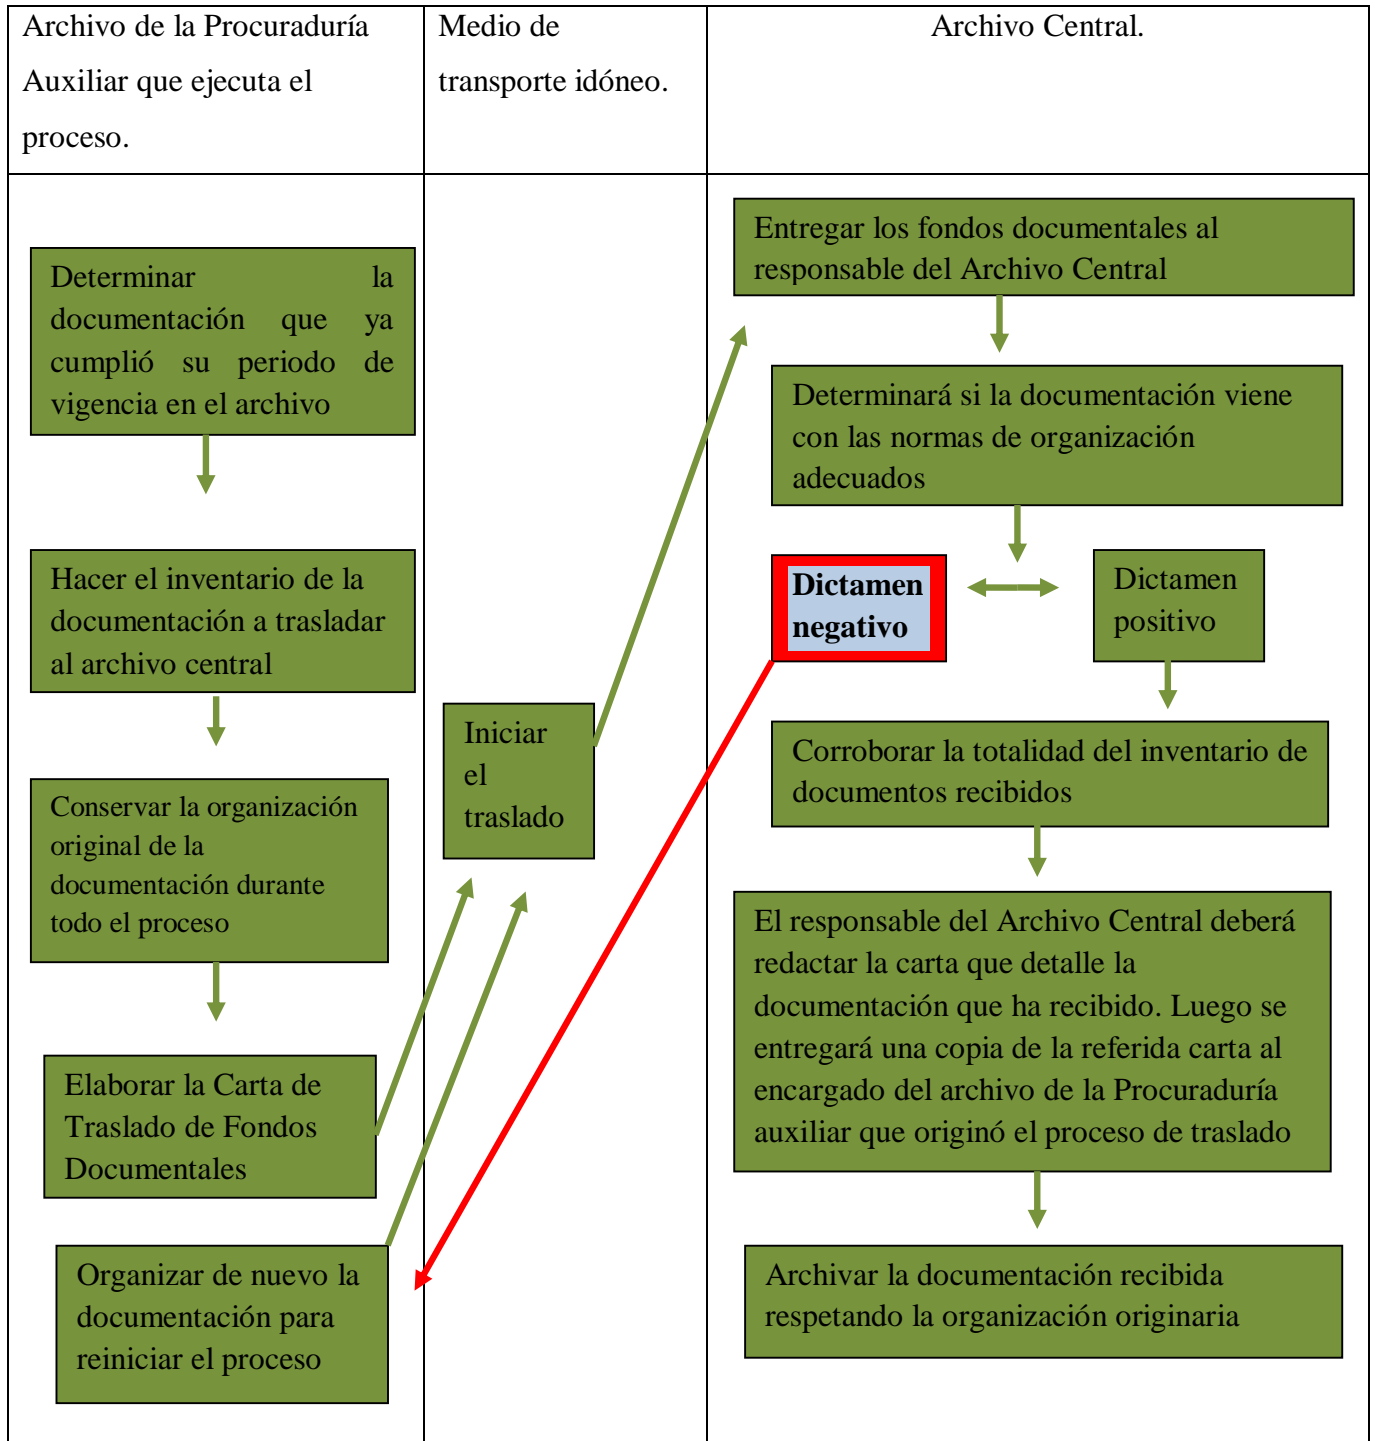 Archivo de la Procuraduría
Auxiliar que ejecuta el
proceso.
Medio de
transporte idóneo.
Archivo Central.
Determinar la
documentación que ya
cumplió su periodo de
vigencia en el archivo
Hacer el inventario de la
documentación a trasladar
al archivo central
Conservar la organización
original de la
documentación durante
todo el proceso
Elaborar la Carta de
Traslado de Fondos
Documentales
Organizar de nuevo la
documentación para
reiniciar el proceso
Iniciar
el
traslado
Entregar los fondos documentales al
responsable del Archivo Central
Determinará si la documentación viene
con las normas de organización
adecuados
Dictamen
negativo
Dictamen
positivo
Corroborar la totalidad del inventario de
documentos recibidos
El responsable del Archivo Central deberá
redactar la carta que detalle la
documentación que ha recibido. Luego se
entregará una copia de la referida carta al
encargado del archivo de la Procuraduría
auxiliar que originó el proceso de traslado
Archivar la documentación recibida
respetando la organización originaria